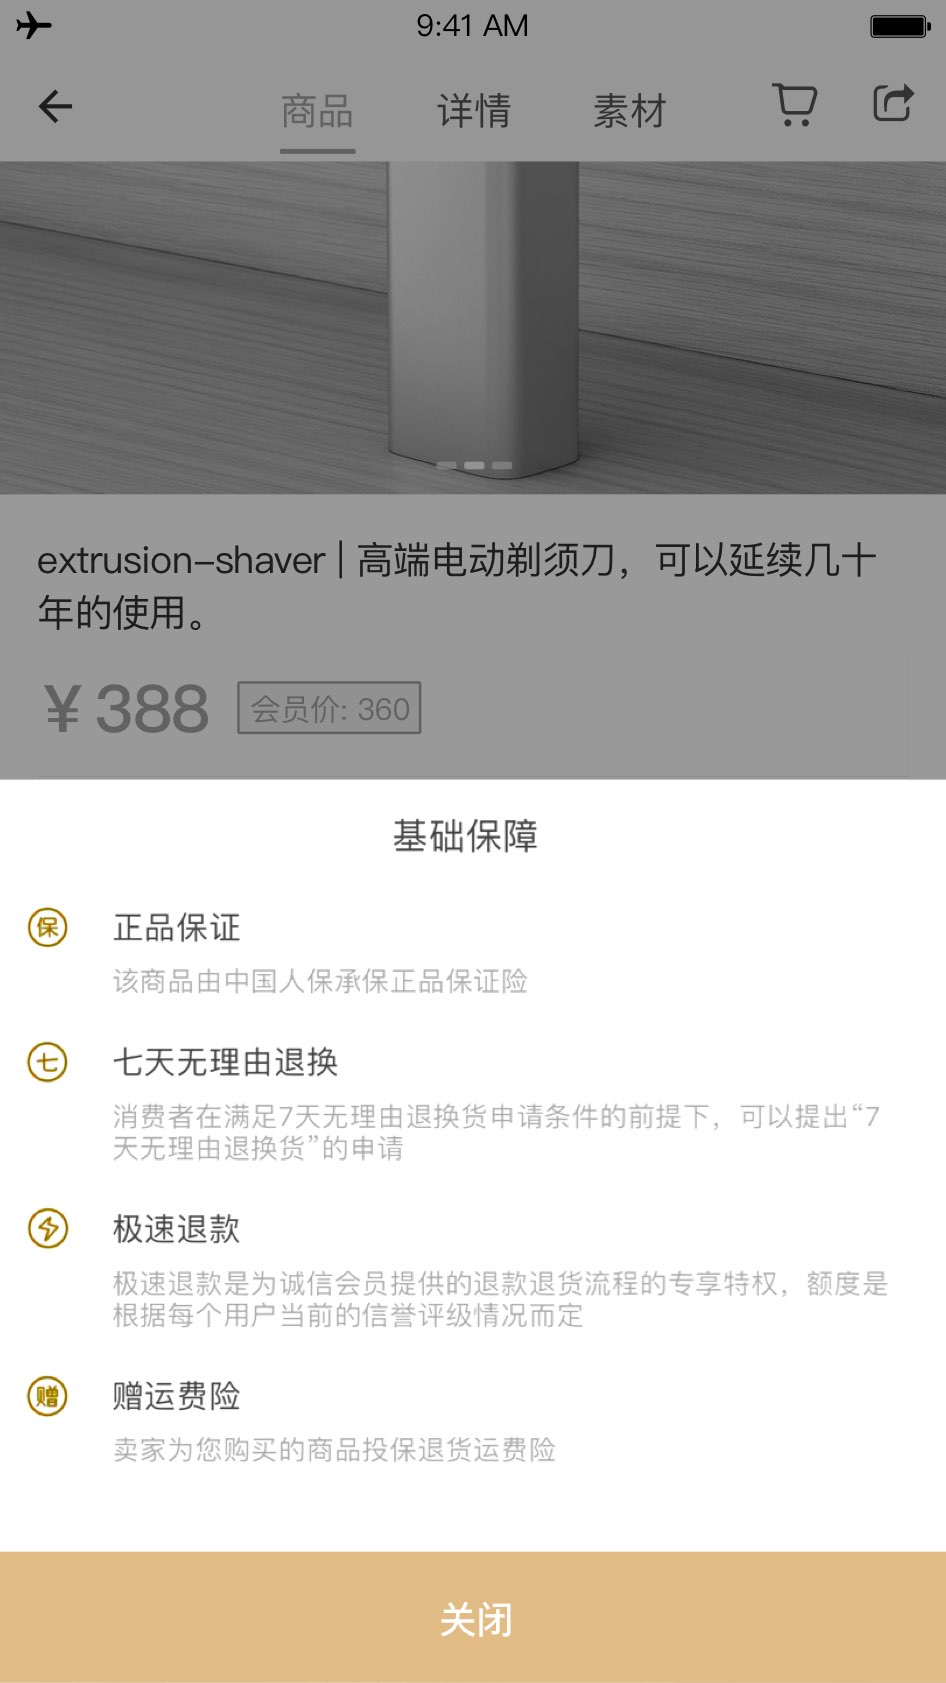 9:41 AM
商品 详情 素材
extrusion–shaver | 高端电动剃须刀，可以延续几十
年的使用。
¥ 388 会员价: 360
基础保障
保 正品保证
该商品由中国人保承保正品保证险
七 七天无理由退换
消费者在满足7天无理由退换货申请条件的前提下，可以提出“7
天无理由退换货”的申请
极速退款
极速退款是为诚信会员提供的退款退货流程的专享特权，额度是
根据每个用户当前的信誉评级情况而定
赠 赠运费险
卖家为您购买的商品投保退货运费险
关闭